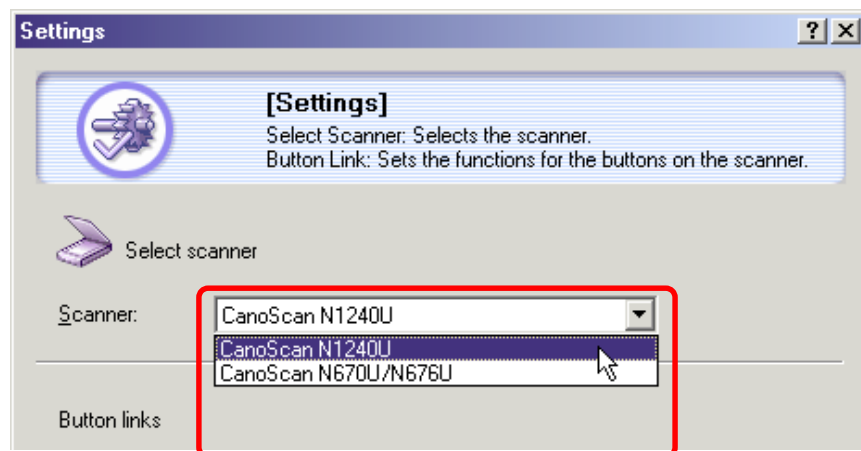 Settings
[Settings]
Select Scanner: Selects the scanner.
Button Link: Sets the functions for the buttons on the scanner.
Select scanner
Scanner: CanoScan N1240U
CanoScan N1240U
CanoScan N670U/N676U
Button links